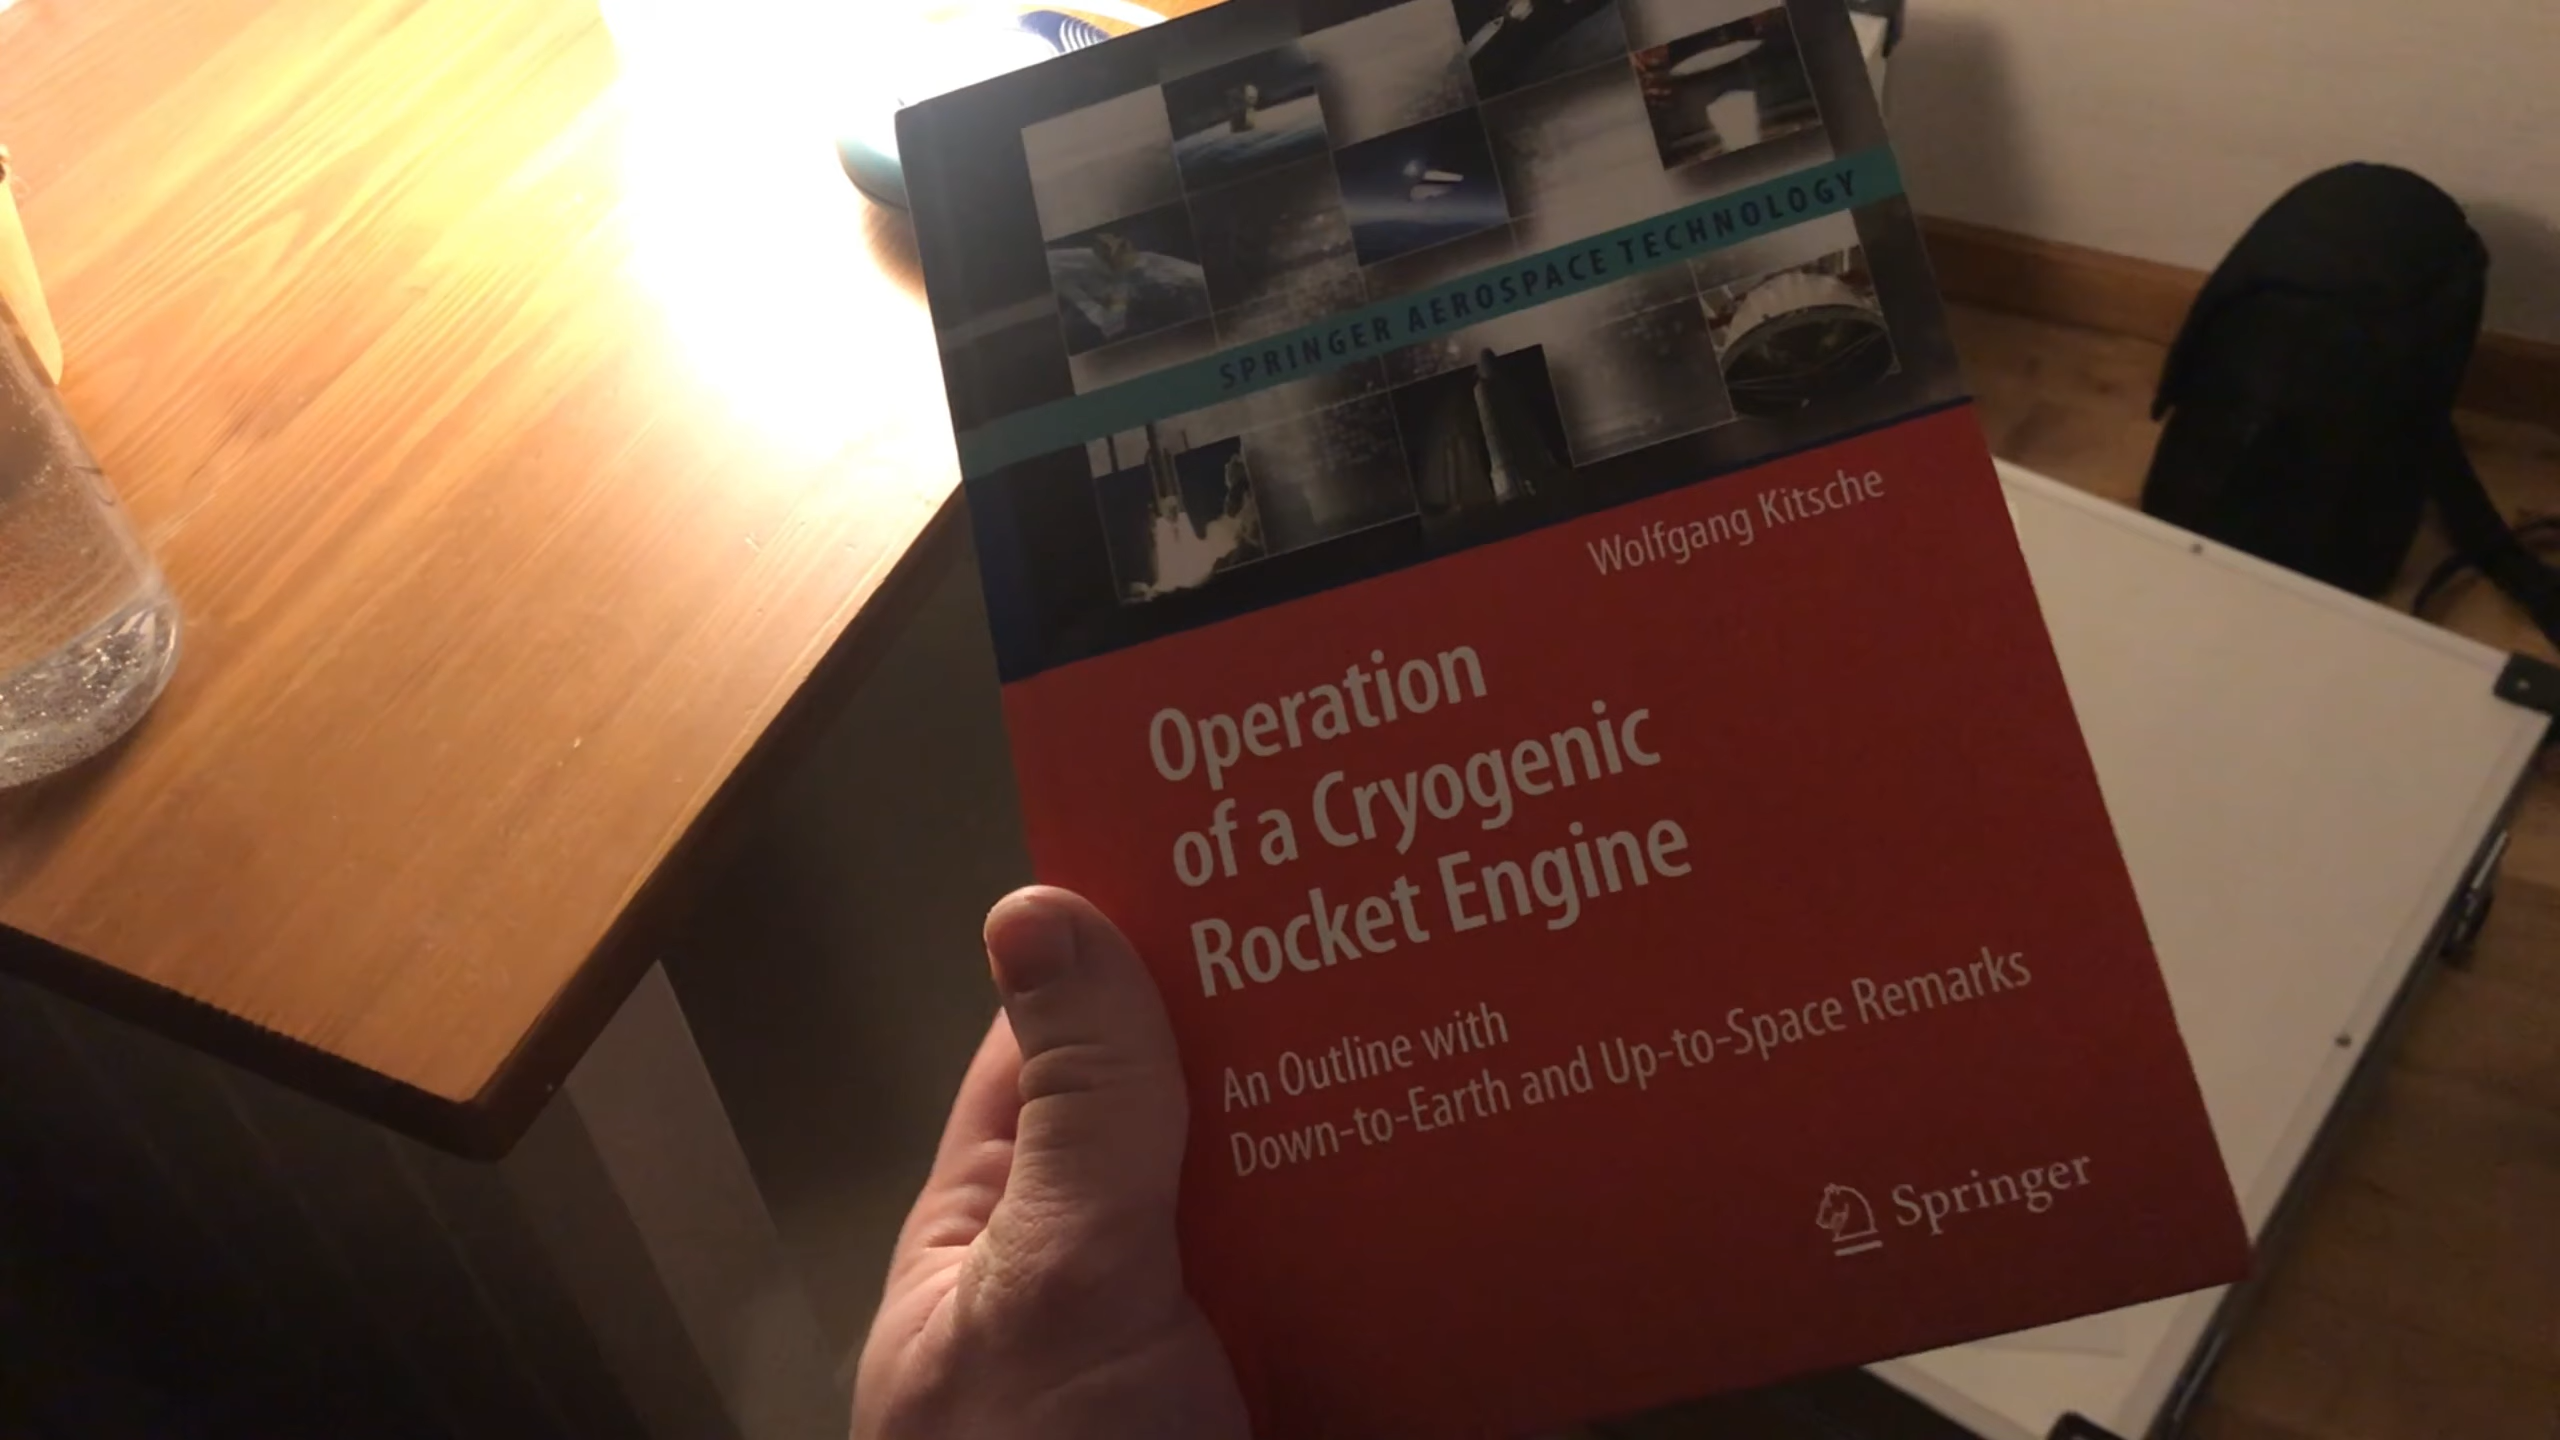 SPRINGER AEROSPACE TECHNOLOGY
Wolfgang Kitsche
Operation
of a Cryogenic
Rocket Engine
An Outline with
Down-to-Earth and Up-to-Space Remarks
Springer